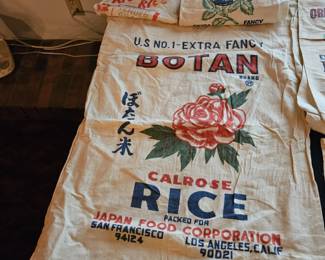 FANCY
U.S NO.1-EXTRA FANCY
BOTAN
BRAND
ぼたん米
CALROSE
RICE
PACKED FOR
JAPAN FOOD CORPORATION
SAN FRANCISCO LOS ANGELES, CALIF
94124 90021